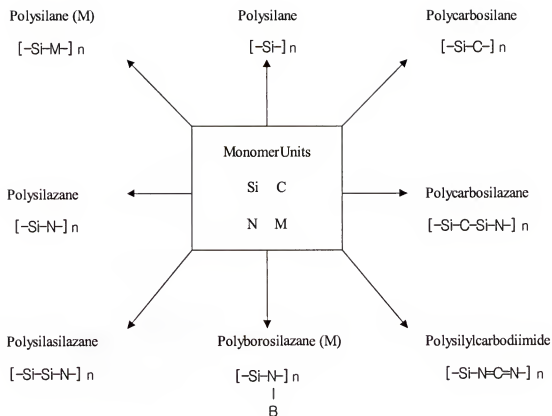 Polysilane (M)
Polysilane
Polycarbosilane
[-Si-M-] n
[-Si-] n
[-Si-C-] n
MonomerUnits
Si C
N M
Polysilazane
[-Si-N-] n
Polycarbosilazane
[-Si-C-Si-N-] n
Polysilasilazane
Polyborosilazane (M)
Polysilylcarbodiimide
[-Si-Si-N-] n
[-Si-N-] n
B
[-Si-N=C=N-] n